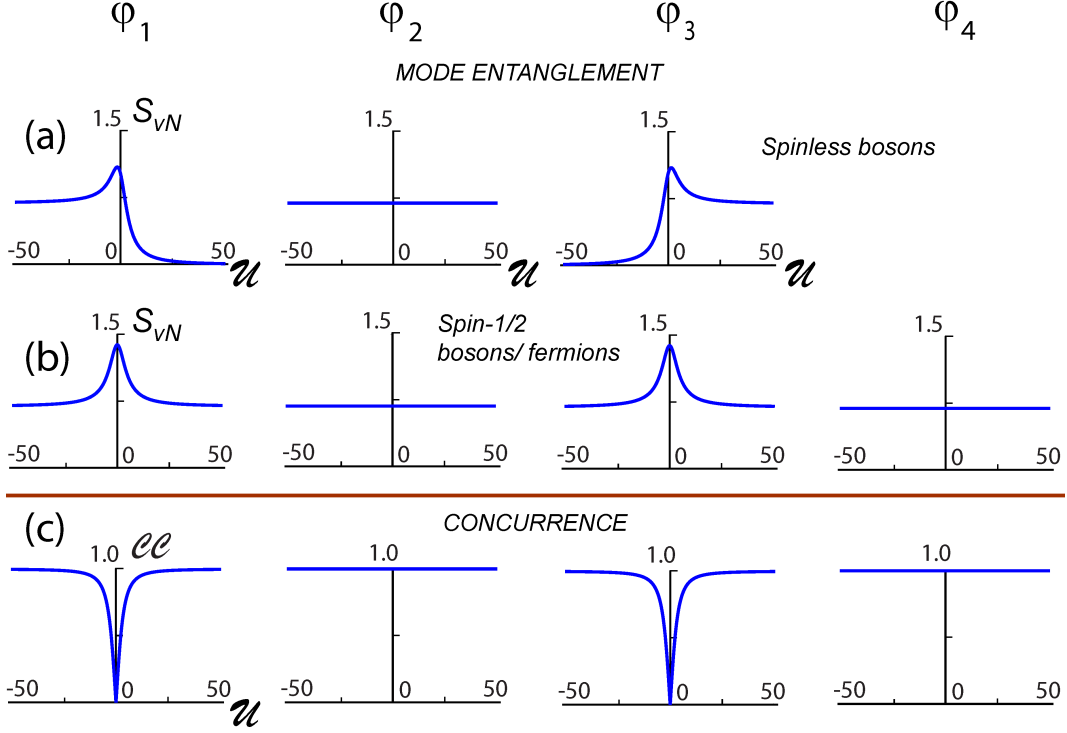 φ1 φ2 φ3 φ4
MODE ENTANGLEMENT
(a) 1.5 SvN 1.5 1.5 Spinless bosons
-50 0 50 𝒰 -50 0 50 𝒰 -50 0 50 𝒰
(b) 1.5 SvN 1.5 Spin-1/2 1.5 1.5
bosons/ fermions
-50 0 50 -50 0 50 -50 0 50 -50 0 50
(c) CONCURRENCE
1.0 𝒞𝒞 1.0 1.0 1.0
-50 0 50 𝒰 -50 0 50 -50 0 50 -50 0 50